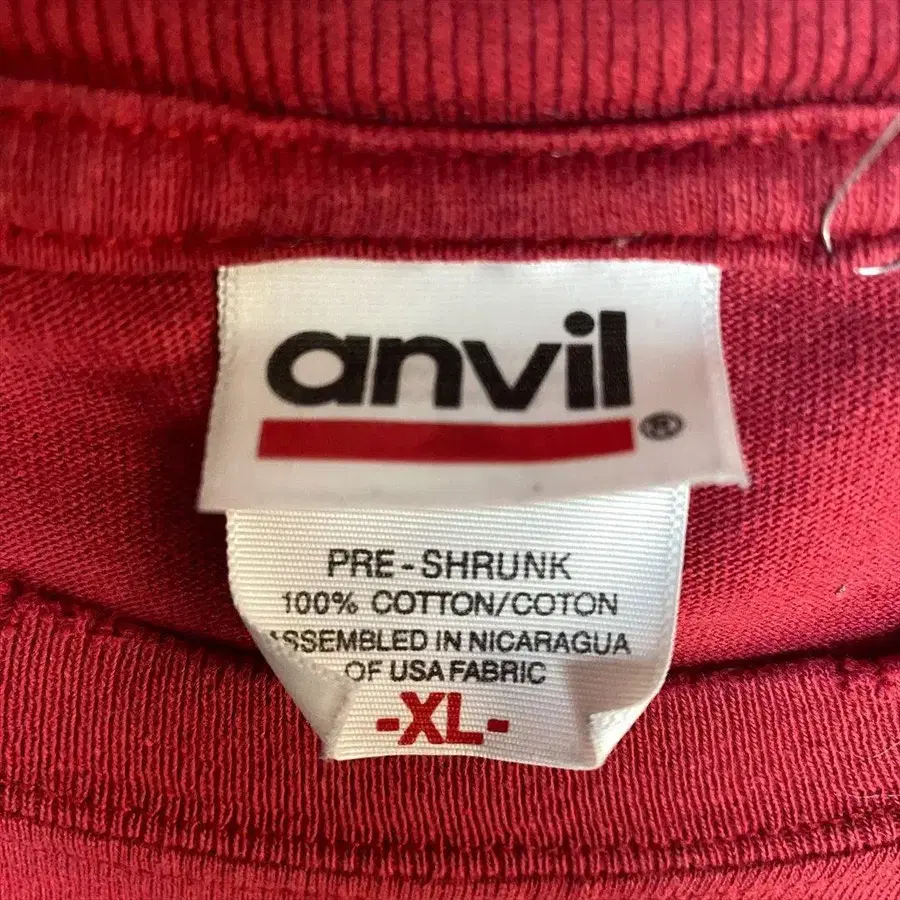 anvil®
PRE-SHRUNK
100% COTTON/COTON
ASSEMBLED IN NICARAGUA
OF USA FABRIC
-XL-